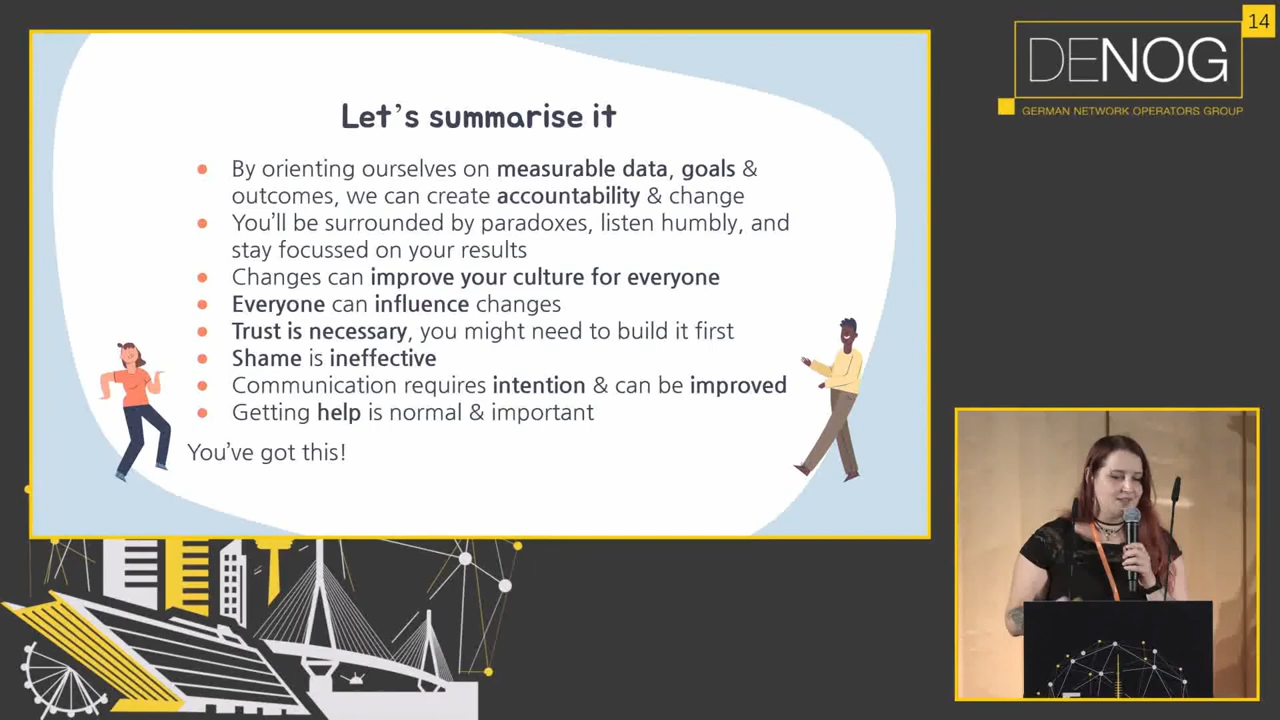 Let's summarise it
By orienting ourselves on measurable data, goals &
outcomes, we can create accountability & change
You'll be surrounded by paradoxes, listen humbly, and
stay focussed on your results
Changes can improve your culture for everyone
Everyone can influence changes
Trust is necessary, you might need to build it first
Shame is ineffective
Communication requires intention & can be improved
Getting help is normal & important
You've got this!
14
DENOG
GERMAN NETWORK OPERATORS GROUP